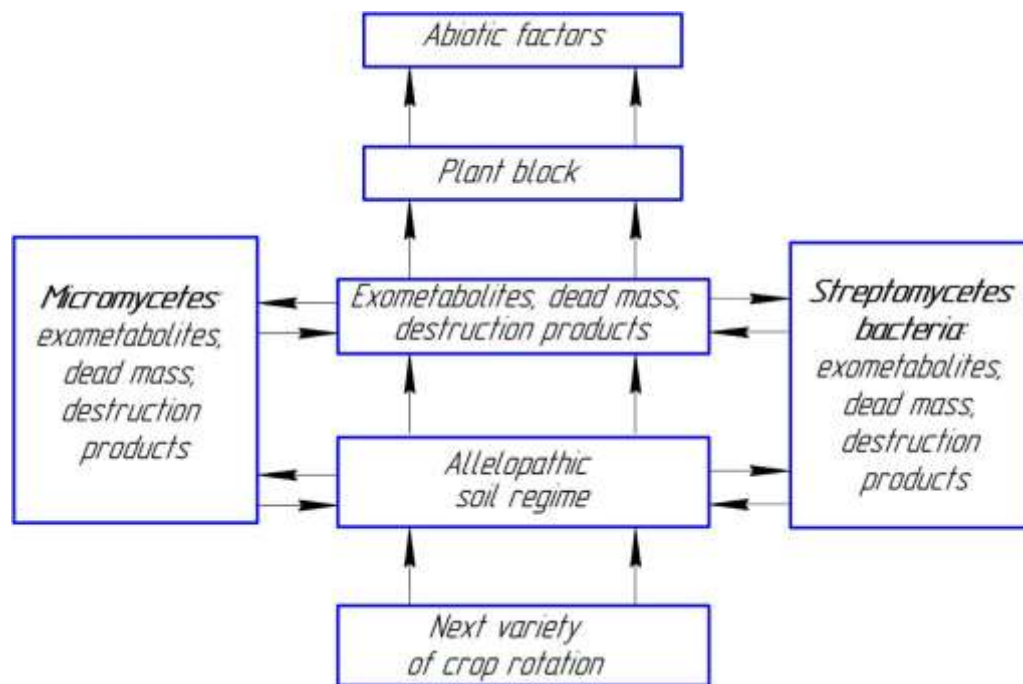 Abiotic factors
Plant block
Micromycetes:
exometabolites,
dead mass,
destruction
products
Exometabolites, dead mass,
destruction products
Streptomycetes
bacteria:
exometabolites,
dead mass,
destruction
products
Allelopathic
soil regime
Next variety
of crop rotation